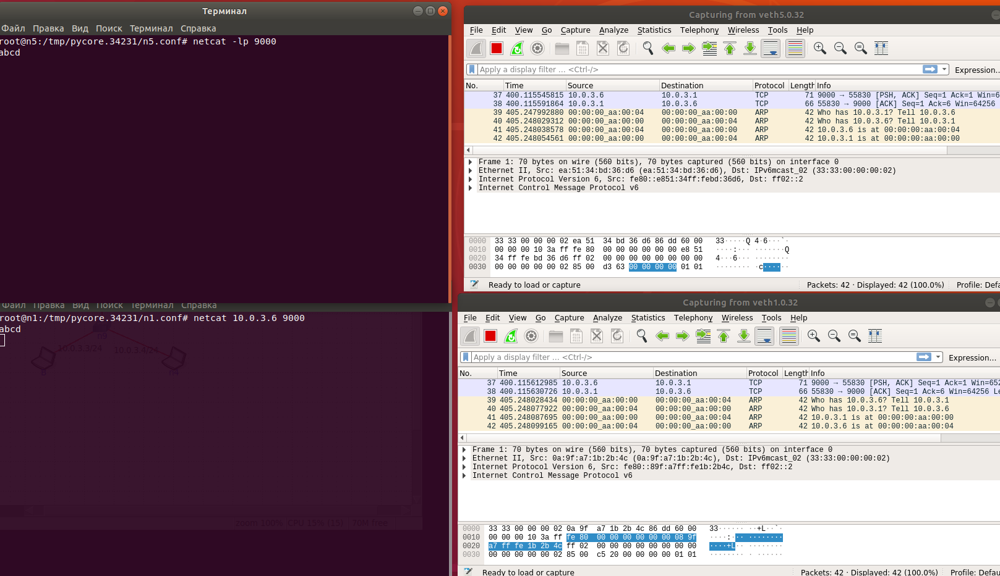 Терминал
Файл Правка Вид Поиск Терминал Справка
root@n5:/tmp/pycore.34231/n5.conf# netcat -lp 9000
abcd
Файл Правка Вид Поиск Терминал Справка
root@n1:/tmp/pycore.34231/n1.conf# netcat 10.0.3.6 9000
abcd
n9
10.0.3.3/24 10.0.3.4/24
n4
zoom 100% CPU 15% (15) 70M free
Capturing from veth5.0.32
File Edit View Go Capture Analyze Statistics Telephony Wireless Tools Help
Apply a display filter ... <Ctrl-/> Expression...
No. Time Source Destination Protocol Length Info
37 400.115545815 10.0.3.6 10.0.3.1 TCP 71 9000 → 55830 [PSH, ACK] Seq=1 Ack=1 Win=6
38 400.115591864 10.0.3.1 10.0.3.6 TCP 66 55830 → 9000 [ACK] Seq=1 Ack=6 Win=64256
39 405.247992880 00:00:00_aa:00:04 00:00:00_aa:00:00 ARP 42 Who has 10.0.3.1? Tell 10.0.3.6
40 405.248029312 00:00:00_aa:00:00 00:00:00_aa:00:04 ARP 42 Who has 10.0.3.6? Tell 10.0.3.1
41 405.248038578 00:00:00_aa:00:04 00:00:00_aa:00:00 ARP 42 10.0.3.6 is at 00:00:00:aa:00:04
42 405.248054561 00:00:00_aa:00:00 00:00:00_aa:00:04 ARP 42 10.0.3.1 is at 00:00:00:aa:00:00
Frame 1: 70 bytes on wire (560 bits), 70 bytes captured (560 bits) on interface 0
Ethernet II, Src: ea:51:34:bd:36:d6 (ea:51:34:bd:36:d6), Dst: IPv6mcast_02 (33:33:00:00:00:02)
Internet Protocol Version 6, Src: fe80::e851:34ff:febd:36d6, Dst: ff02::2
Internet Control Message Protocol v6
0000 33 33 00 00 00 02 ea 51 34 bd 36 d6 86 dd 60 00 33·····Q 4·6···`·
0010 00 00 00 10 3a ff fe 80 00 00 00 00 00 00 e8 51 ····:··· ·······Q
0020 34 ff fe bd 36 d6 ff 02 00 00 00 00 00 00 00 00 4···6··· ········
0030 00 00 00 00 00 02 85 00 d3 63 00 00 00 00 01 01 ········ ·c······
Ready to load or capture Packets: 42 · Displayed: 42 (100.0%) Profile: Defa
Capturing from veth1.0.32
File Edit View Go Capture Analyze Statistics Telephony Wireless Tools Help
Apply a display filter ... <Ctrl-/> Expression...
No. Time Source Destination Protocol Length Info
37 400.115612985 10.0.3.6 10.0.3.1 TCP 71 9000 → 55830 [PSH, ACK] Seq=1 Ack=1 Win=652
38 400.115630726 10.0.3.1 10.0.3.6 TCP 66 55830 → 9000 [ACK] Seq=1 Ack=6 Win=64256 Le
39 405.248028434 00:00:00_aa:00:00 00:00:00_aa:00:04 ARP 42 Who has 10.0.3.6? Tell 10.0.3.1
40 405.248077922 00:00:00_aa:00:04 00:00:00_aa:00:00 ARP 42 Who has 10.0.3.1? Tell 10.0.3.6
41 405.248087695 00:00:00_aa:00:00 00:00:00_aa:00:04 ARP 42 10.0.3.1 is at 00:00:00:aa:00:00
42 405.248099165 00:00:00_aa:00:04 00:00:00_aa:00:00 ARP 42 10.0.3.6 is at 00:00:00:aa:00:04
Frame 1: 70 bytes on wire (560 bits), 70 bytes captured (560 bits) on interface 0
Ethernet II, Src: 0a:9f:a7:1b:2b:4c (0a:9f:a7:1b:2b:4c), Dst: IPv6mcast_02 (33:33:00:00:00:02)
Internet Protocol Version 6, Src: fe80::89f:a7ff:fe1b:2b4c, Dst: ff02::2
Internet Control Message Protocol v6
0000 33 33 00 00 00 02 0a 9f a7 1b 2b 4c 86 dd 60 00 33······ ··+L··`·
0010 00 00 00 10 3a ff fe 80 00 00 00 00 00 00 08 9f ····:··· ········
0020 a7 ff fe 1b 2b 4c ff 02 00 00 00 00 00 00 00 00 ····+L·· ········
0030 00 00 00 00 00 02 85 00 c5 20 00 00 00 00 01 01 ········ · ······
Ready to load or capture Packets: 42 · Displayed: 42 (100.0%) Profile: Defau